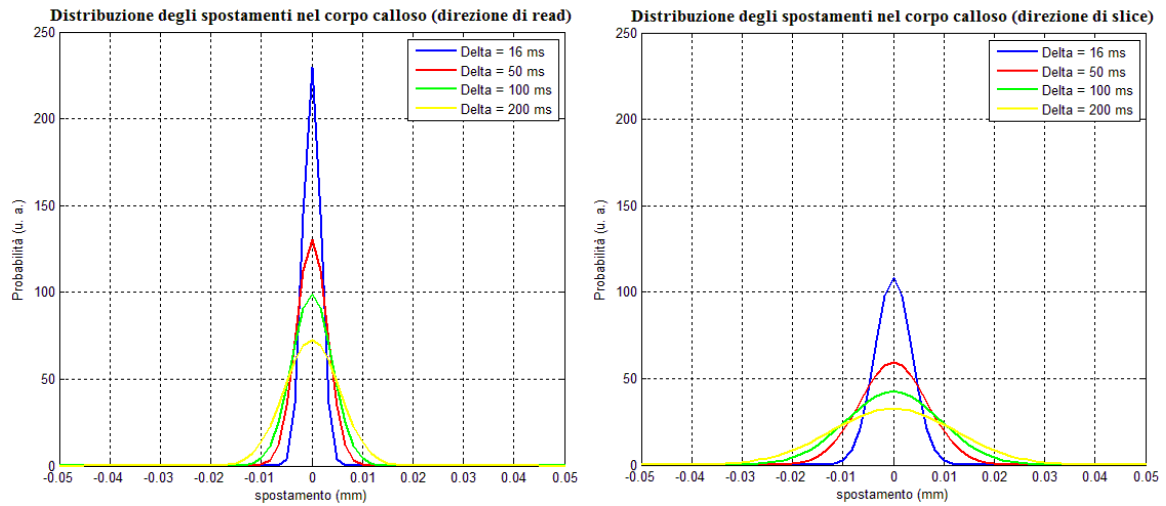 Distribuzione degli spostamenti nel corpo calloso (direzione di read)
250
200
150
100
50
0
Probabilità (u. a.)
-0.05 -0.04 -0.03 -0.02 -0.01 0 0.01 0.02 0.03 0.04 0.05
spostamento (mm)
Delta = 16 ms
Delta = 50 ms
Delta = 100 ms
Delta = 200 ms
Distribuzione degli spostamenti nel corpo calloso (direzione di slice)
250
200
150
100
50
0
Probabilità (u. a.)
-0.05 -0.04 -0.03 -0.02 -0.01 0 0.01 0.02 0.03 0.04 0.05
spostamento (mm)
Delta = 16 ms
Delta = 50 ms
Delta = 100 ms
Delta = 200 ms